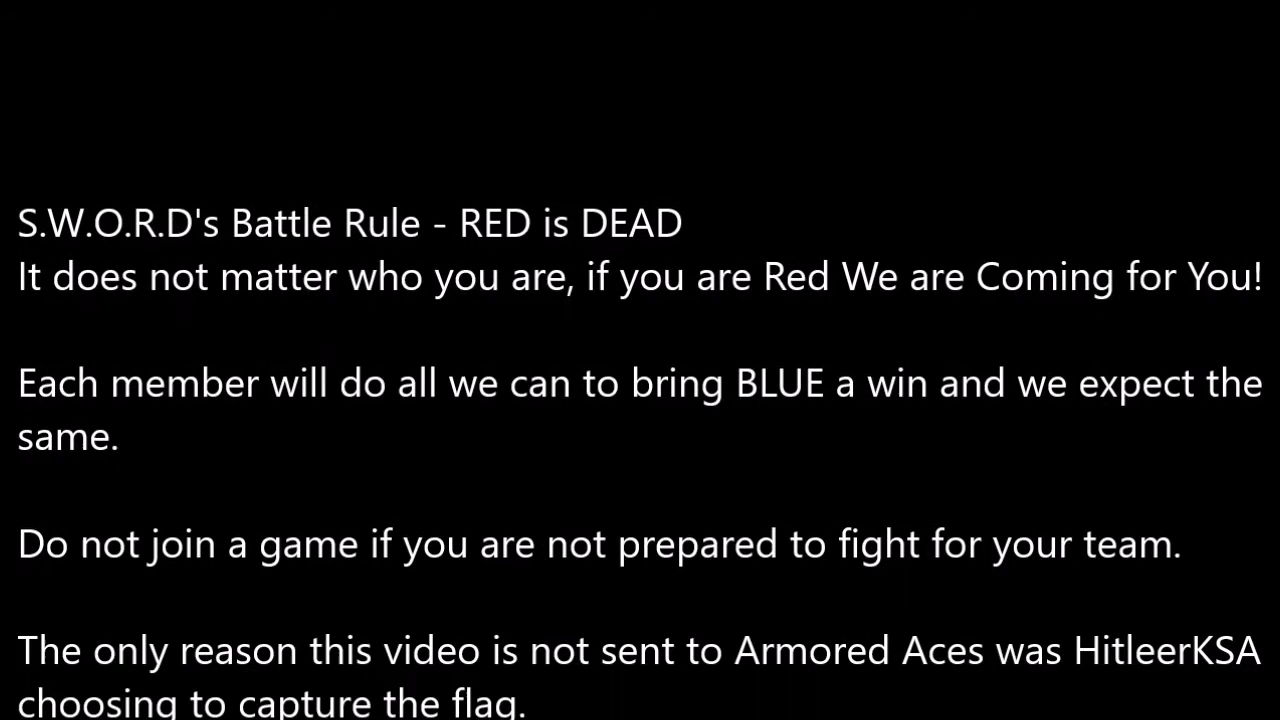 S.W.O.R.D's Battle Rule - RED is DEAD
It does not matter who you are, if you are Red We are Coming for You!
Each member will do all we can to bring BLUE a win and we expect the
same.
Do not join a game if you are not prepared to fight for your team.
The only reason this video is not sent to Armored Aces was HitleerKSA
choosing to capture the flag.